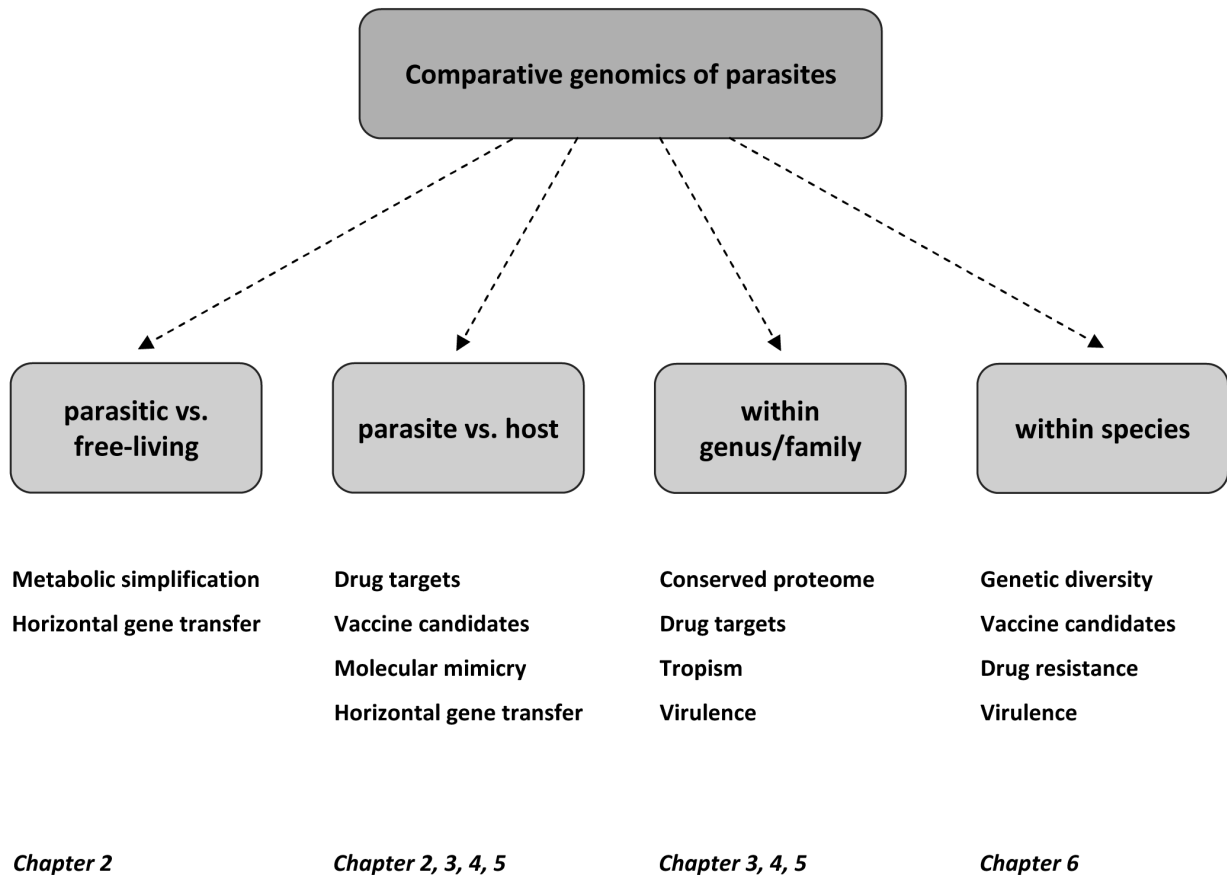 Comparative genomics of parasites
parasitic vs.
free-living
parasite vs. host
within
genus/family
within species
Metabolic simplification
Horizontal gene transfer
Drug targets
Vaccine candidates
Molecular mimicry
Horizontal gene transfer
Conserved proteome
Drug targets
Tropism
Virulence
Genetic diversity
Vaccine candidates
Drug resistance
Virulence
Chapter 2
Chapter 2, 3, 4, 5
Chapter 3, 4, 5
Chapter 6